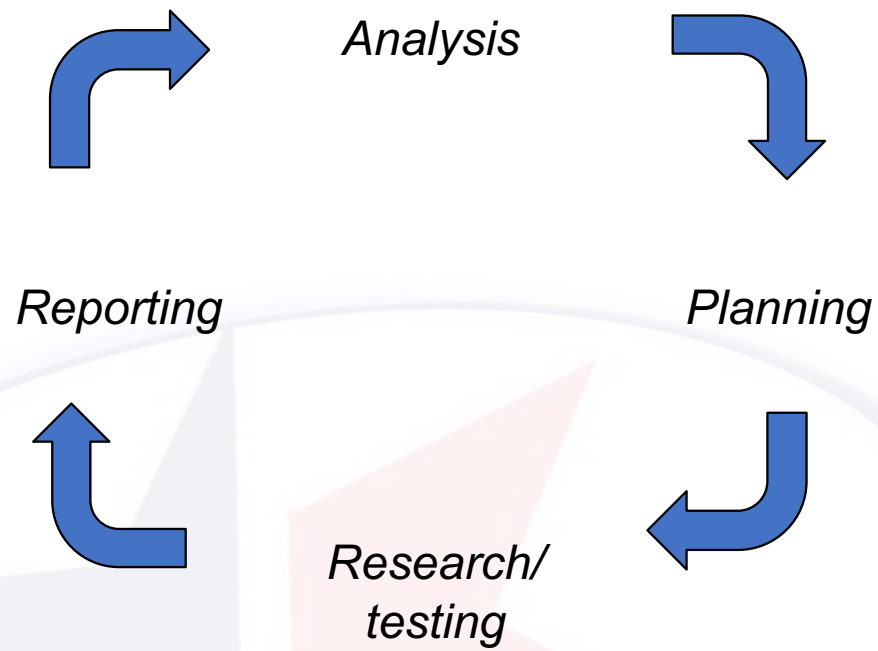 Analysis
Reporting
Planning
Research/
testing